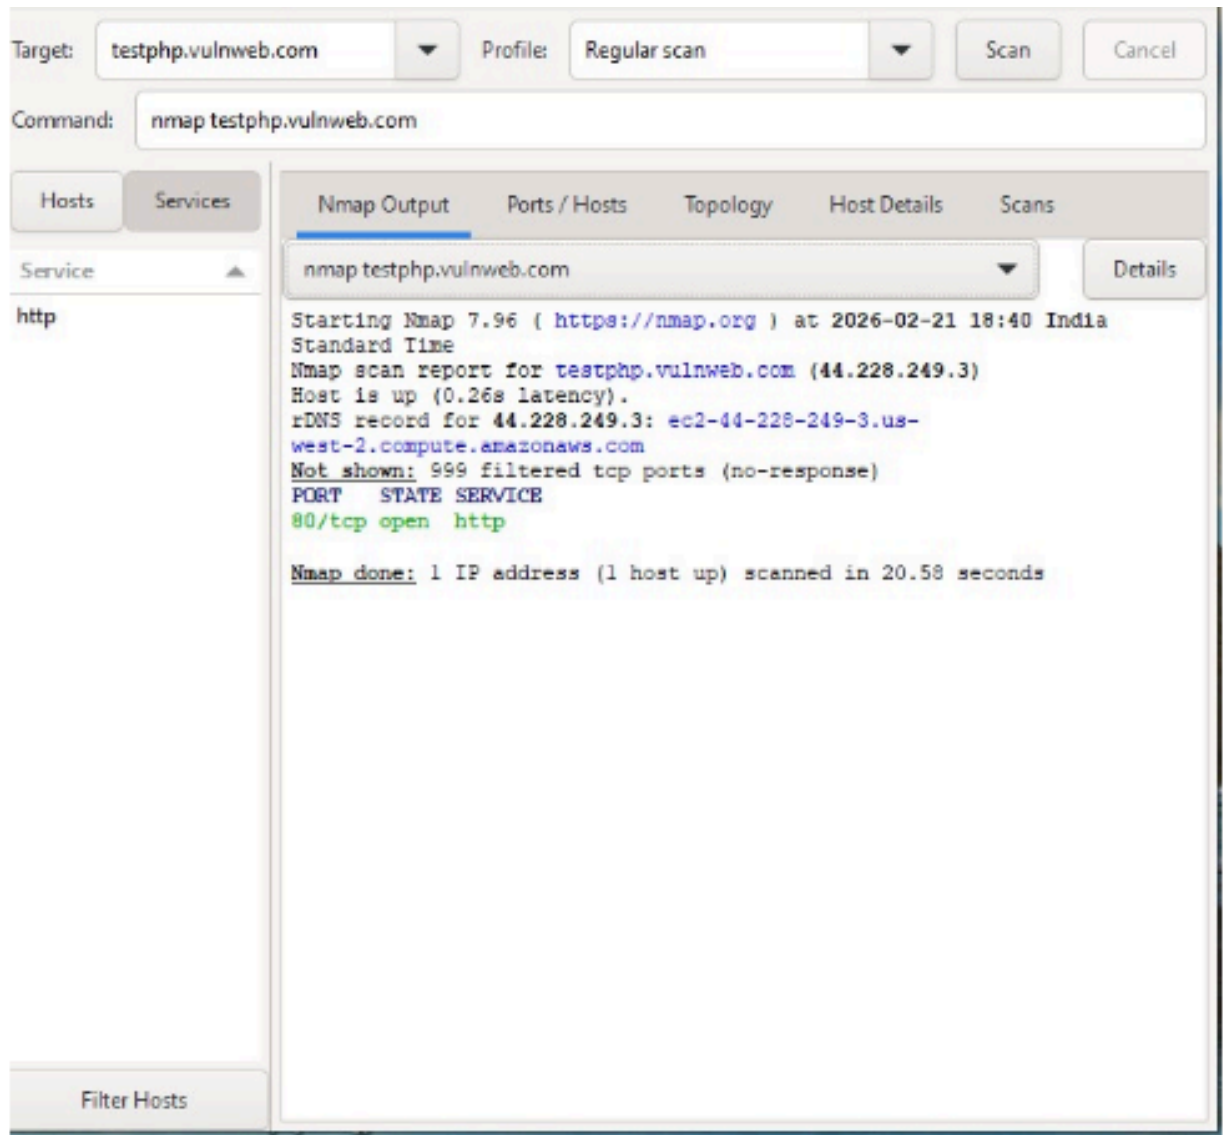 Target: testphp.vulnweb.com Profile: Regular scan Scan Cancel
Command: nmap testphp.vulnweb.com
Hosts Services
Nmap Output Ports / Hosts Topology Host Details Scans
Service
nmap testphp.vulnweb.com Details
http
Starting Nmap 7.96 ( https://nmap.org ) at 2026-02-21 18:40 India
Standard Time
Nmap scan report for testphp.vulnweb.com (44.228.249.3)
Host is up (0.26s latency).
rDNS record for 44.228.249.3: ec2-44-228-249-3.us-
west-2.compute.amazonaws.com
Not shown: 999 filtered tcp ports (no-response)
PORT STATE SERVICE
80/tcp open http
Nmap done: 1 IP address (1 host up) scanned in 20.58 seconds
Filter Hosts